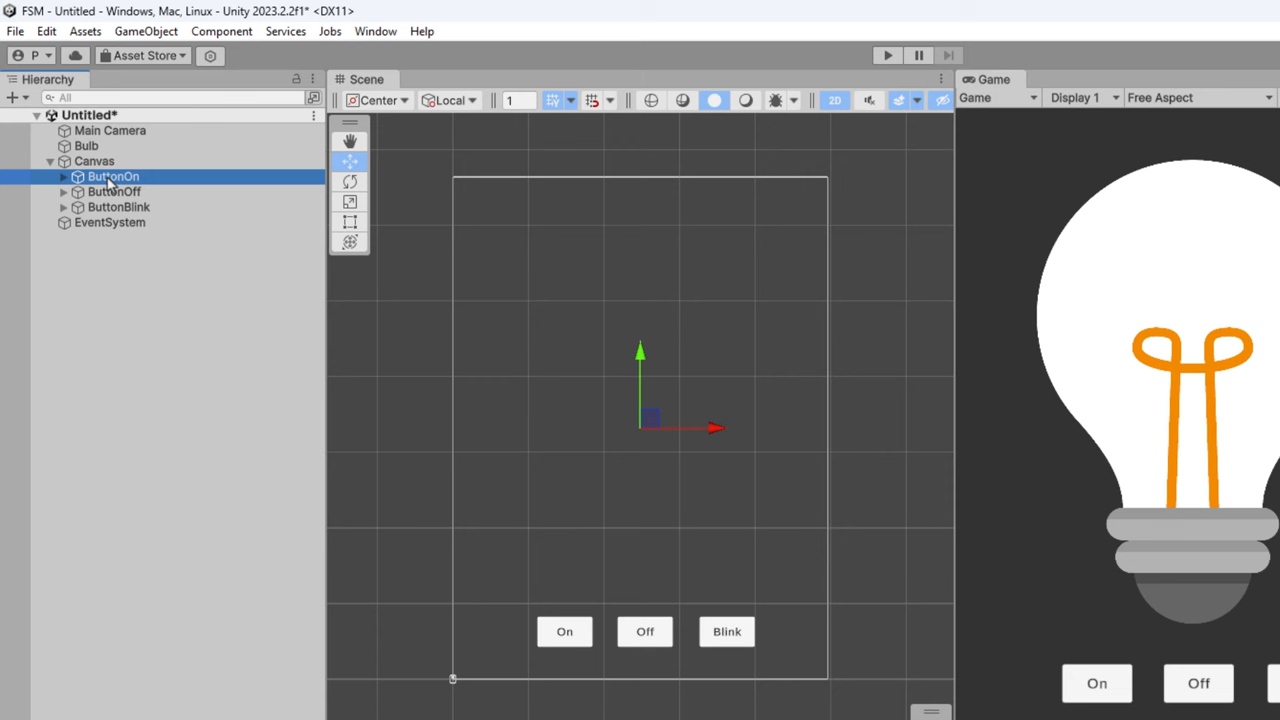 FSM - Untitled - Windows, Mac, Linux - Unity 2023.2.2f1* <DX11>
File Edit Assets GameObject Component Services Jobs Window Help
P Asset Store
Hierarchy Scene Game
All Center Local 1 2D Game Display 1 Free Aspect
Untitled*
Main Camera
Bulb
Canvas
ButtonOn
ButtonOff
ButtonBlink
EventSystem
On Off Blink
On Off